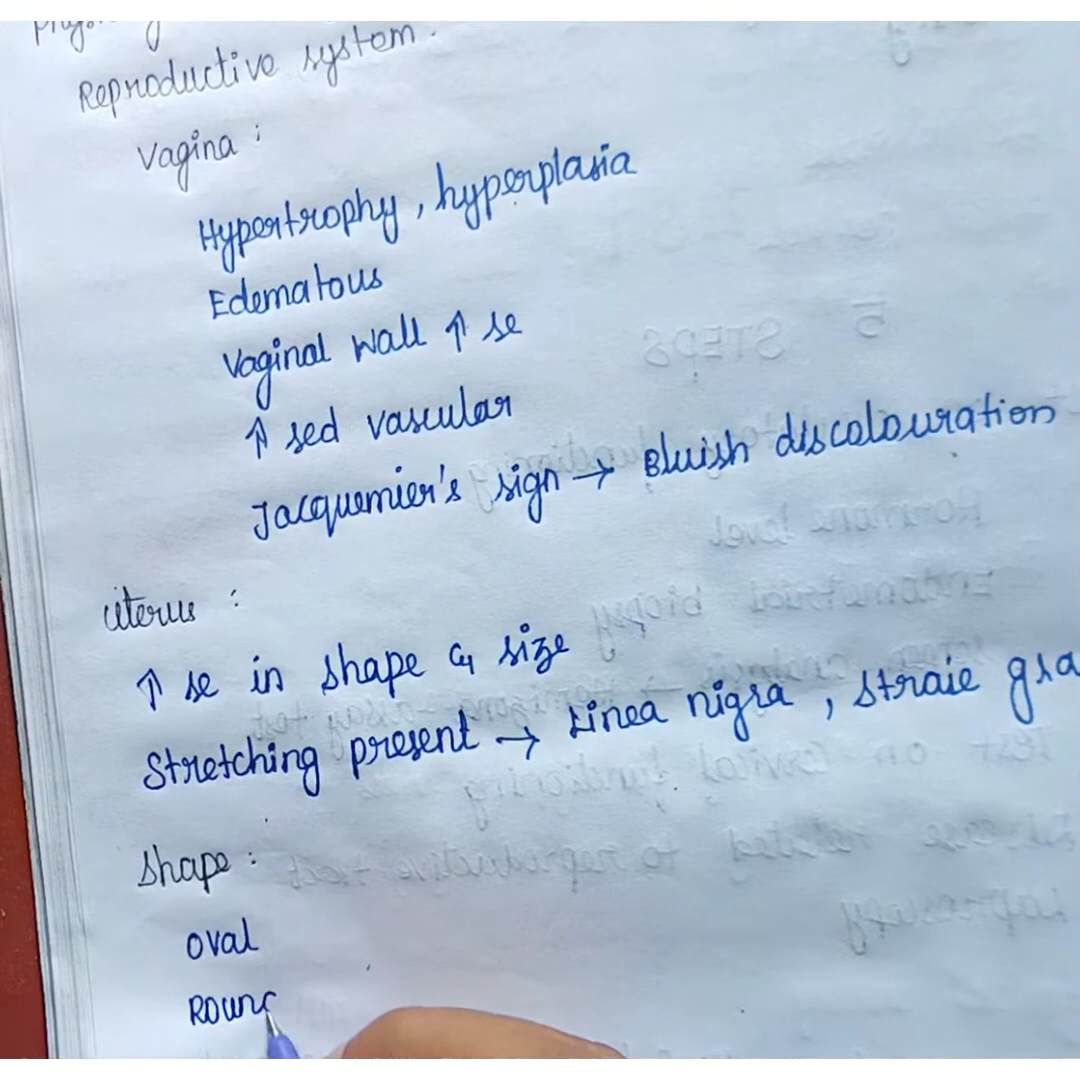 Reproductive system.
Vagina :
Hypertrophy, hyperplasia
Edematous
Vaginal wall ↑ se
↑ sed vascular
Jacquemier's sign → Bluish discolouration
uterus :
↑ se in shape & size
Stretching present → Linea nigra, straie gra
shape :
oval
Roun